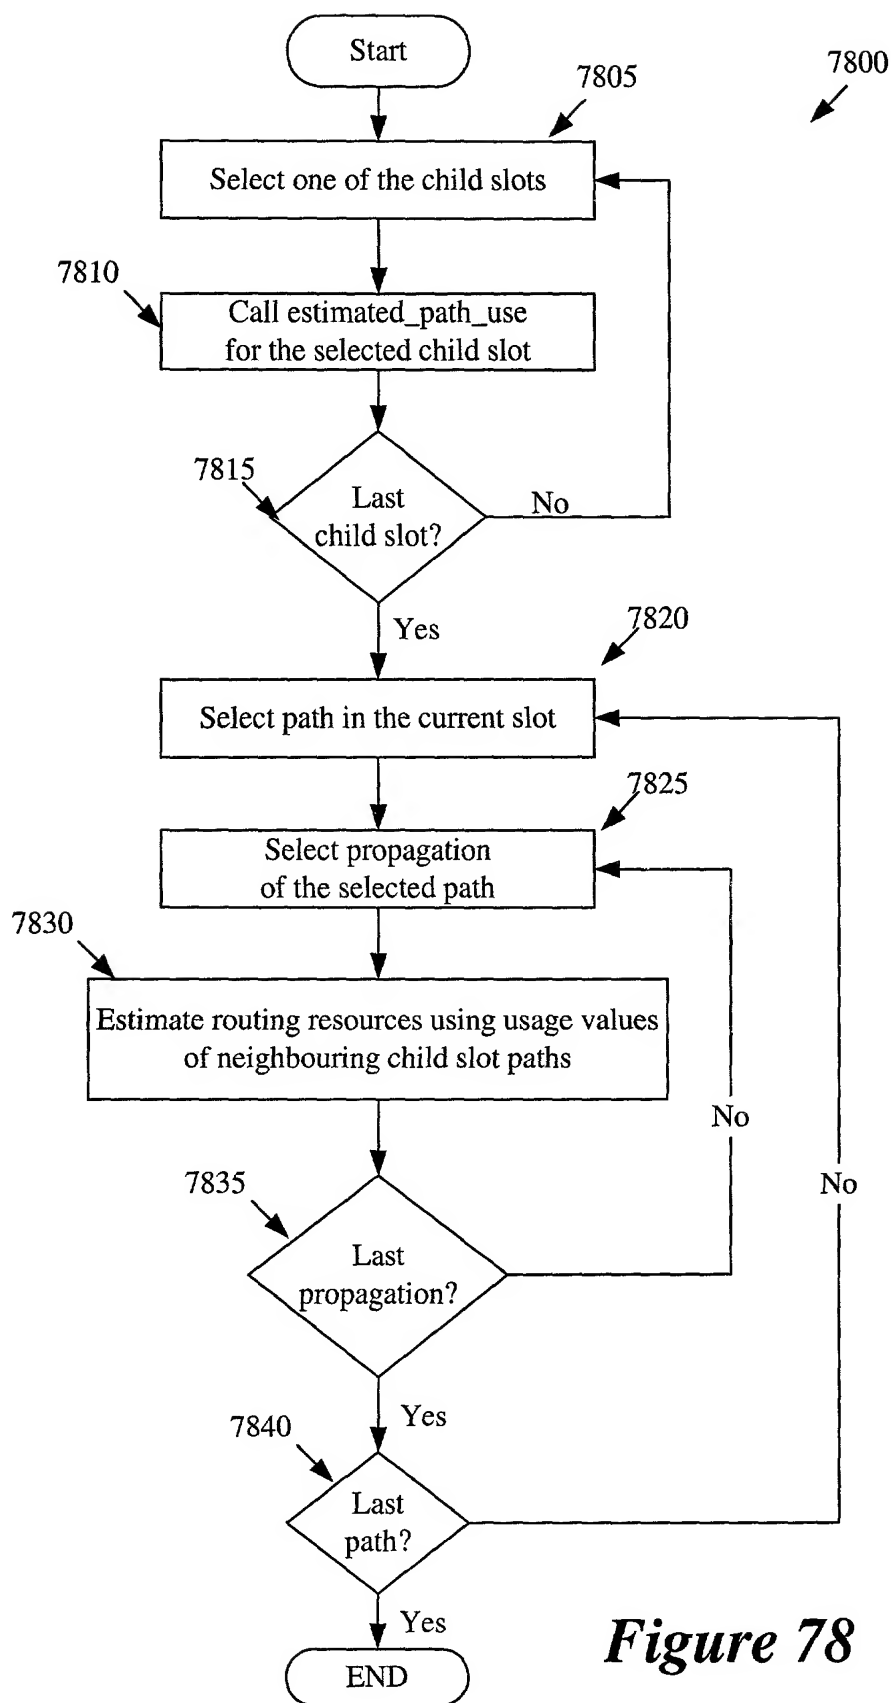 Start
7800
7805
Select one of the child slots
7810
Call estimated_path_use
for the selected child slot
7815
Last
child slot?
No
Yes
7820
Select path in the current slot
7825
Select propagation
of the selected path
7830
Estimate routing resources using usage values
of neighbouring child slot paths
No
No
7835
Last
propagation?
Yes
7840
Last
path?
Yes
END
Figure 78